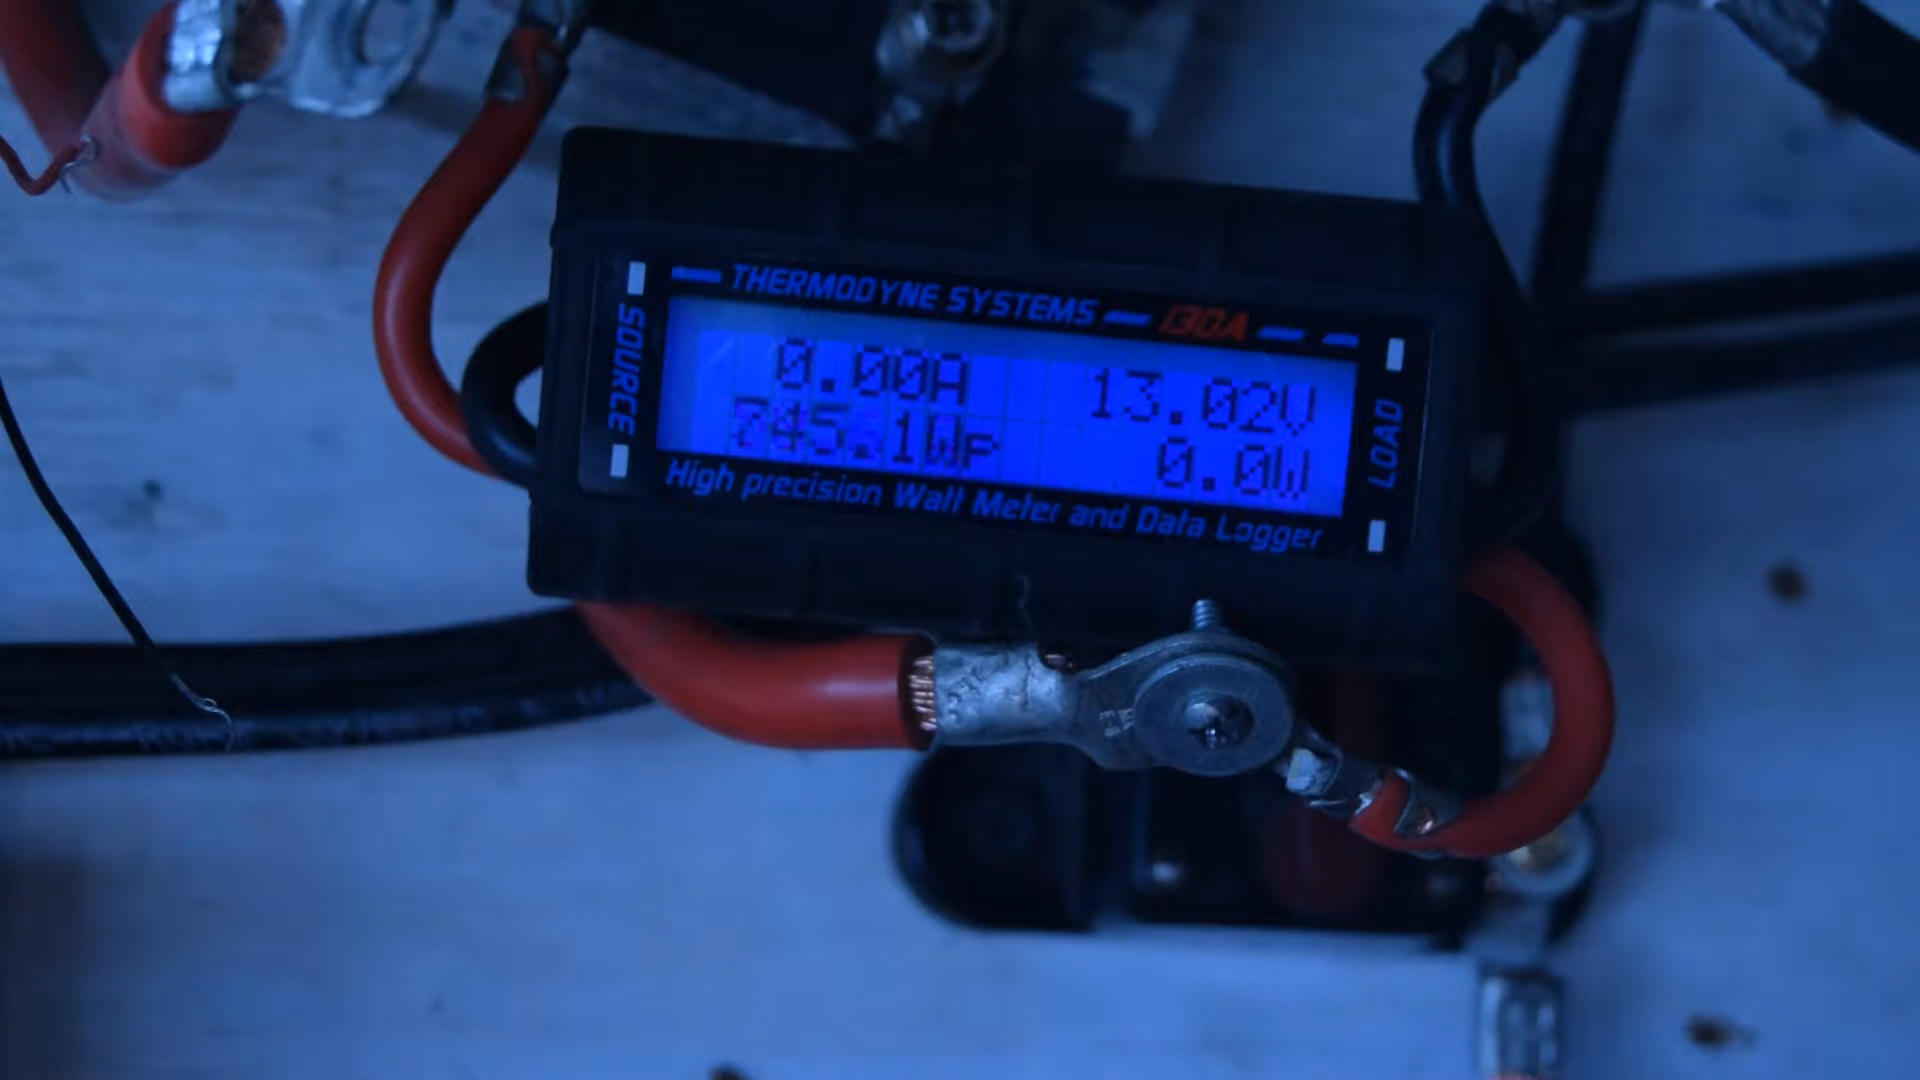 THERMODYNE SYSTEMS 130A
SOURCE
0.00A 13.02V
745.1Wp 0.0W
LOAD
High precision Watt Meter and Data Logger